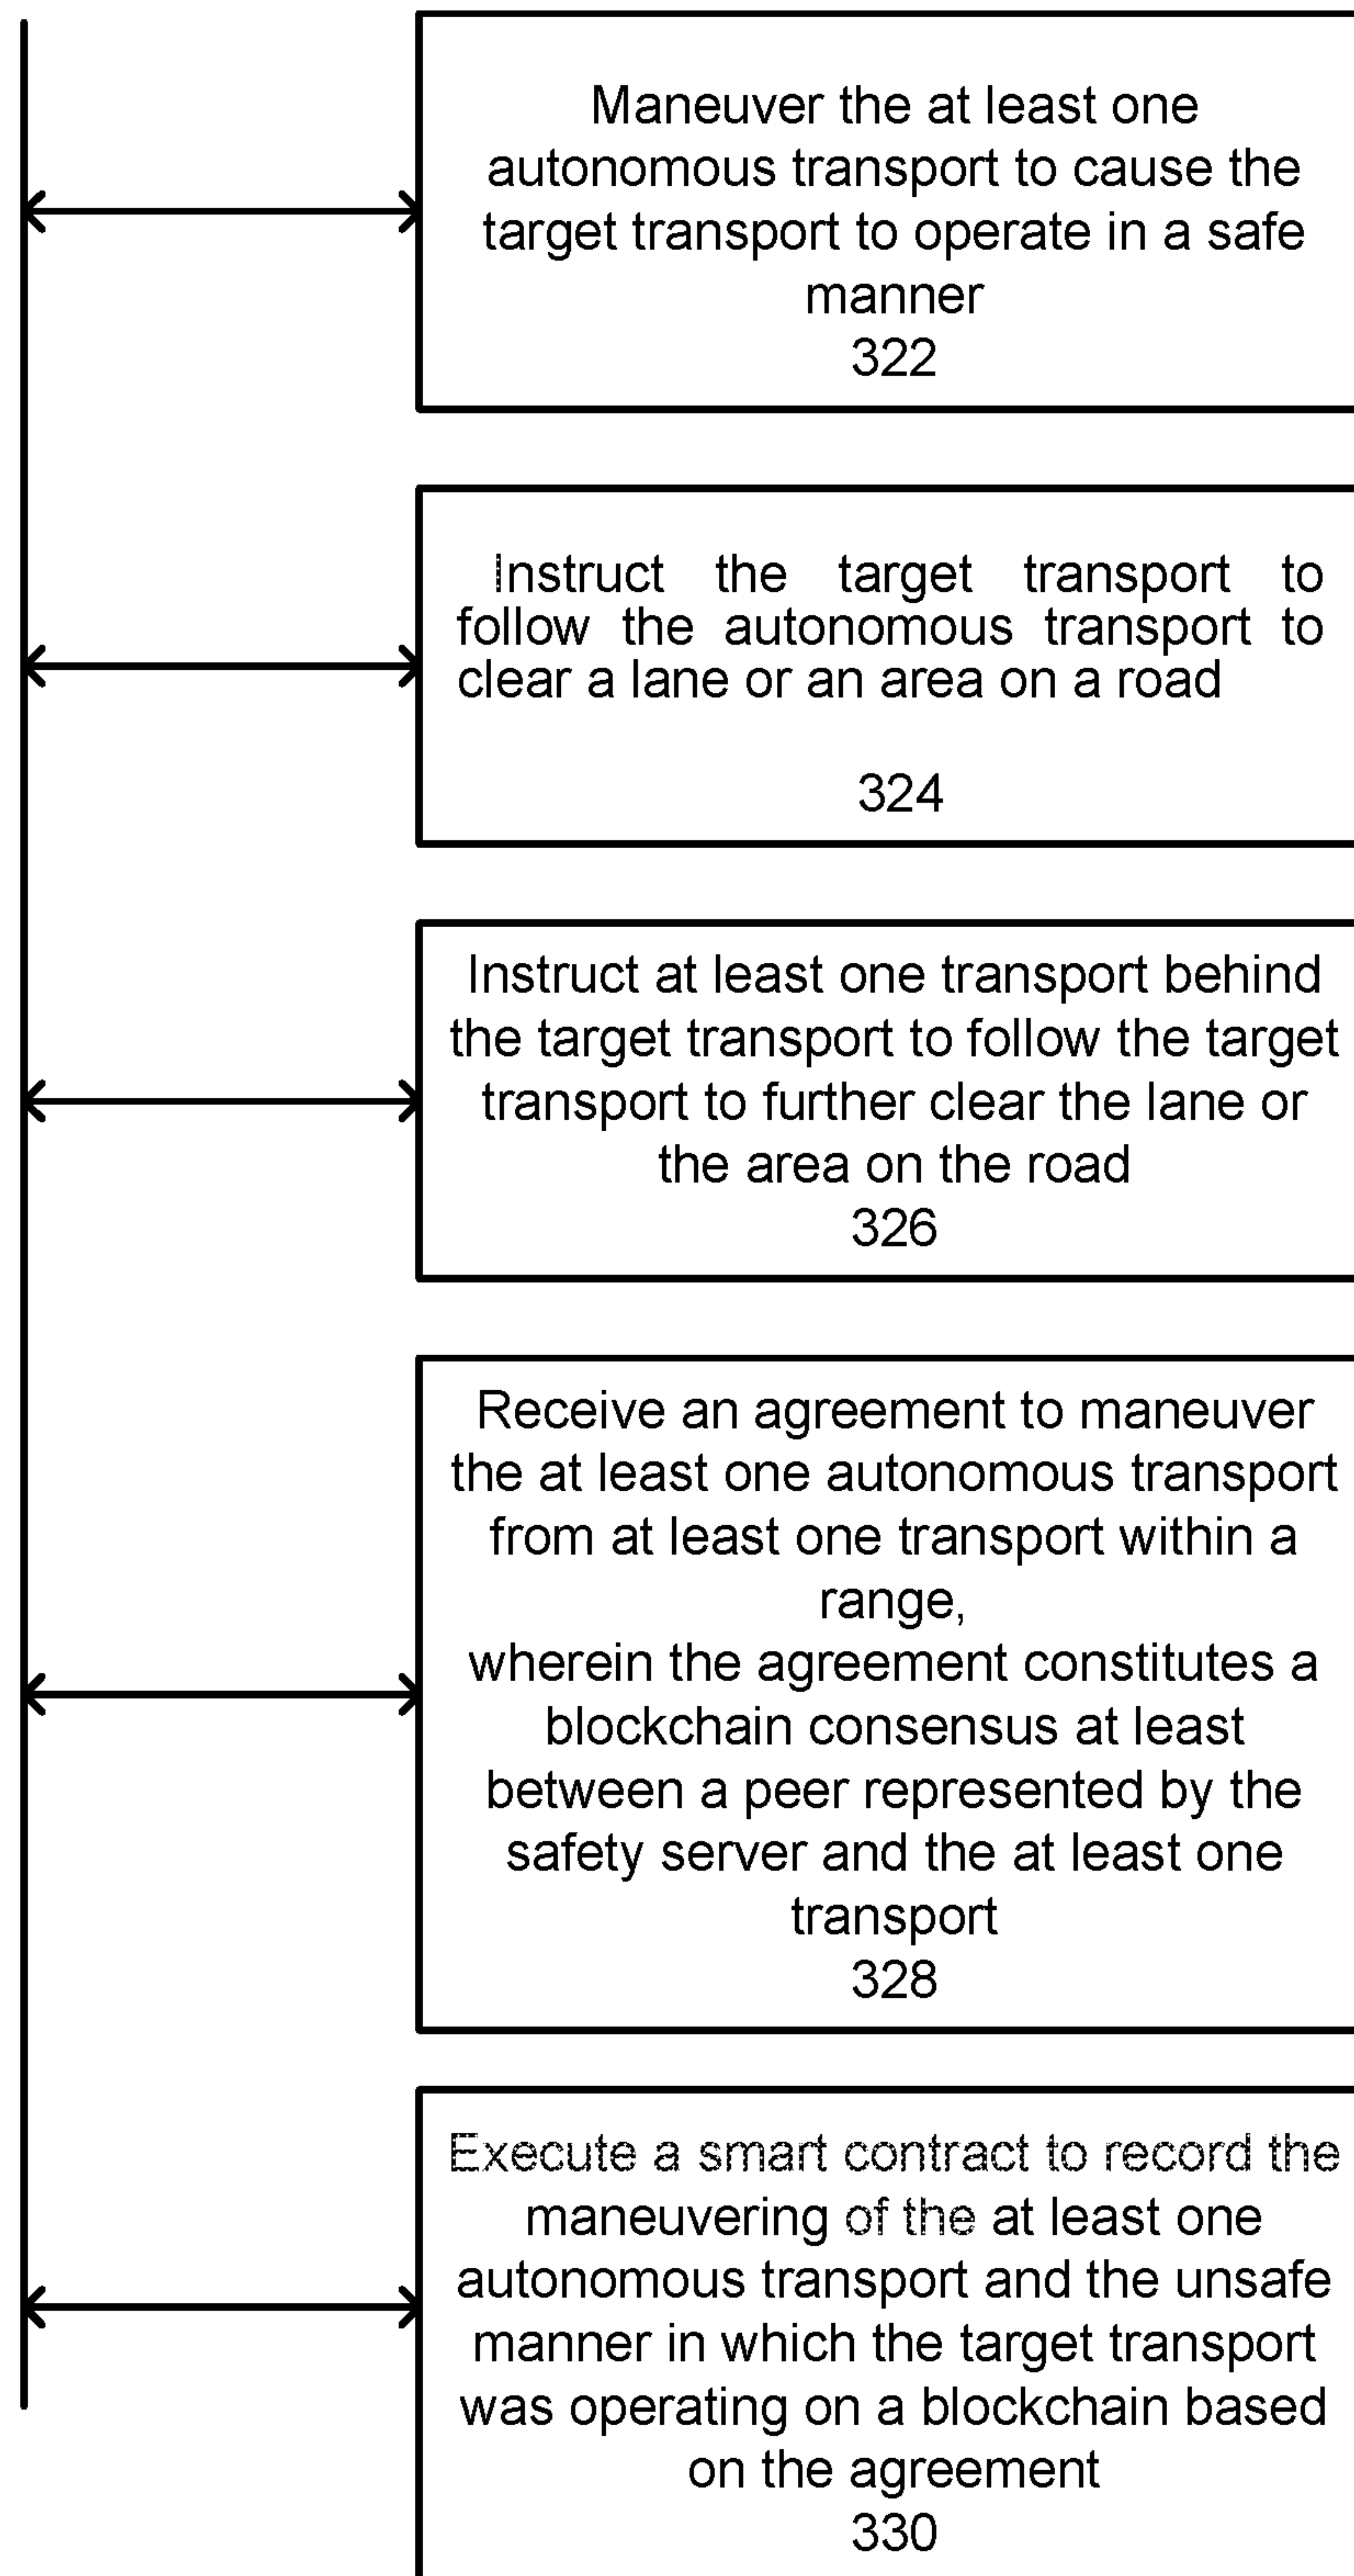 Maneuver the at least one
autonomous transport to cause the
target transport to operate in a safe
manner
322
Instruct the target transport to
follow the autonomous transport to
clear a lane or an area on a road
324
Instruct at least one transport behind
the target transport to follow the target
transport to further clear the lane or
the area on the road
326
Receive an agreement to maneuver
the at least one autonomous transport
from at least one transport within a
range,
wherein the agreement constitutes a
blockchain consensus at least
between a peer represented by the
safety server and the at least one
transport
328
Execute a smart contract to record the
maneuvering of the at least one
autonomous transport and the unsafe
manner in which the target transport
was operating on a blockchain based
on the agreement
330